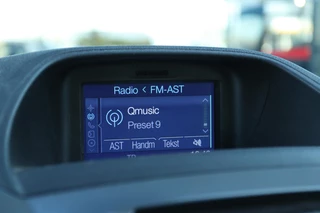 Radio < FM-AST
Qmusic
Preset 9
AST Handm Tekst